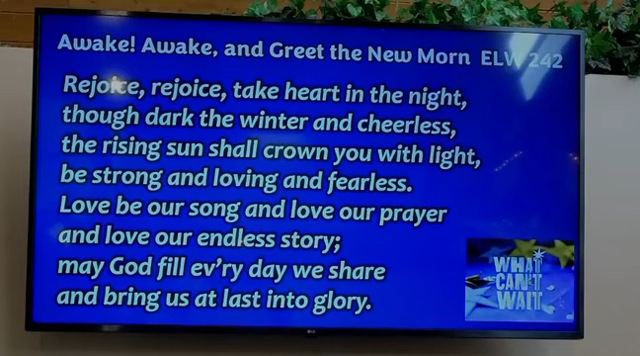 Awake! Awake, and Greet the New Morn ELW 242
Rejoice, rejoice, take heart in the night,
though dark the winter and cheerless,
the rising sun shall crown you with light,
be strong and loving and fearless.
Love be our song and love our prayer
and love our endless story;
may God fill ev'ry day we share
and bring us at last into glory.
WHAT
CAN'T
WAIT
LG